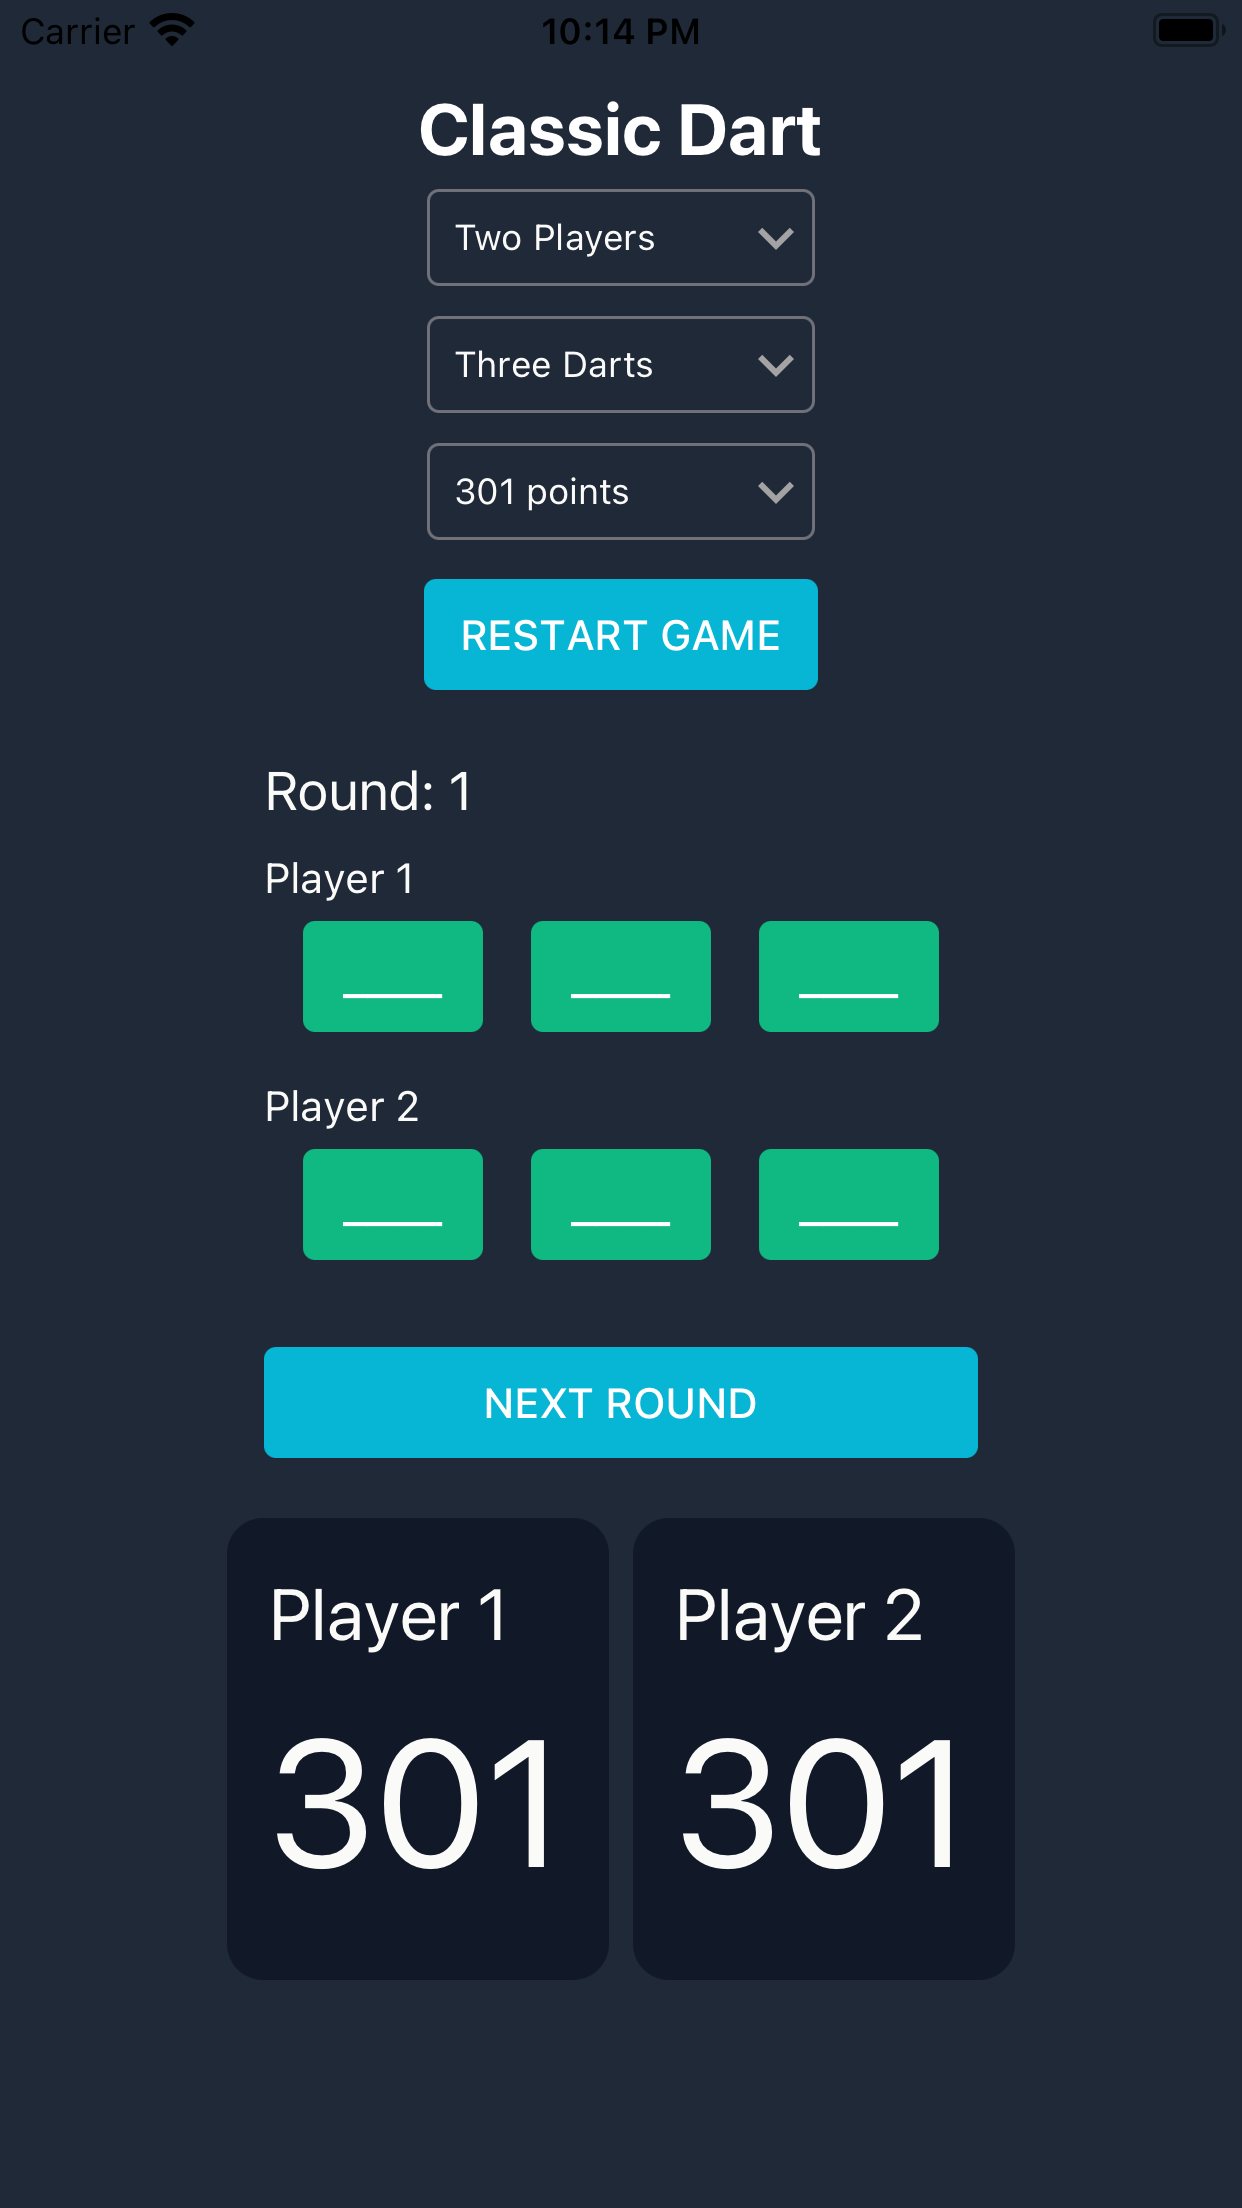 Carrier 10:14 PM
Classic Dart
Two Players
Three Darts
301 points
RESTART GAME
Round: 1
Player 1
Player 2
NEXT ROUND
Player 1 Player 2
301 301